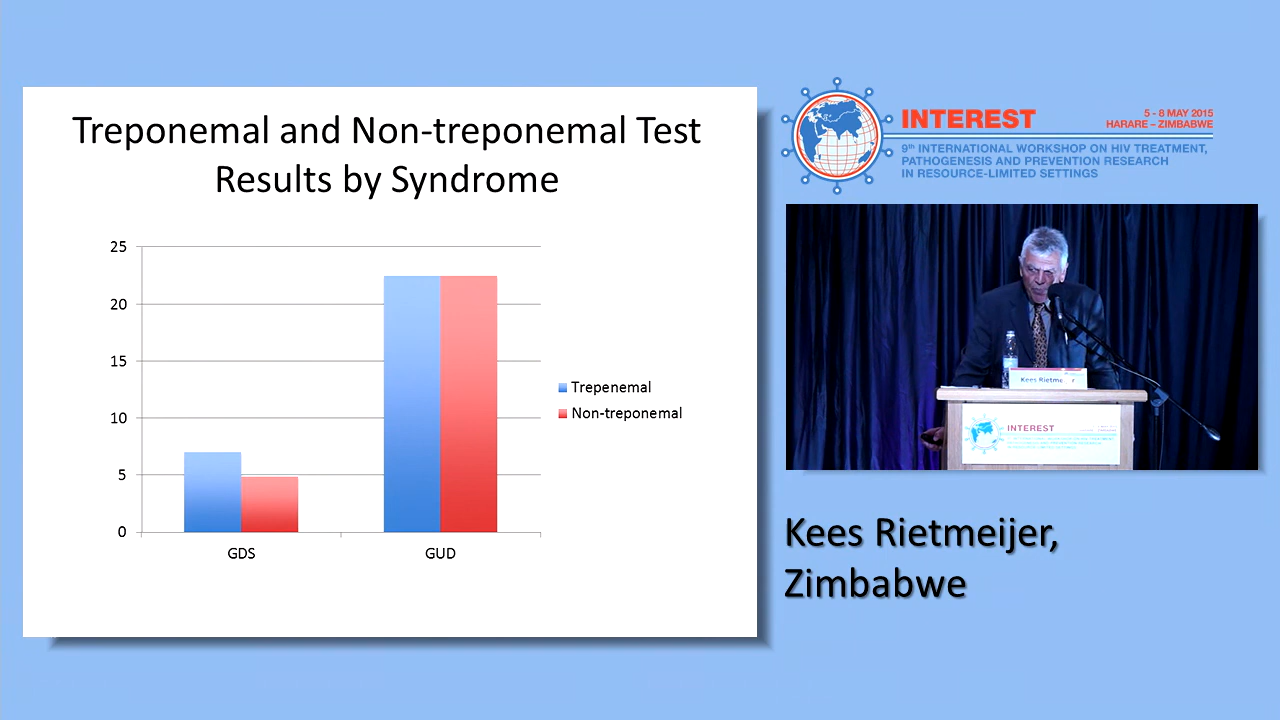 Treponemal and Non-treponemal Test
Results by Syndrome
25
20
15
10
5
0
GDS
GUD
Trepenemal
Non-treponemal
INTEREST
5 - 8 MAY 2015
HARARE – ZIMBABWE
9th INTERNATIONAL WORKSHOP ON HIV TREATMENT,
PATHOGENESIS AND PREVENTION RESEARCH
IN RESOURCE-LIMITED SETTINGS
Kees
INTEREST
Kees Rietmeijer,
Zimbabwe